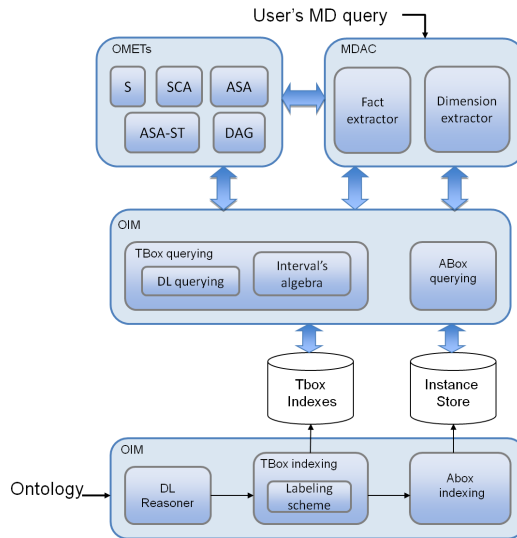 User's MD query
OMETs
MDAC
S
SCA
ASA
ASA-ST
DAG
Fact
extractor
Dimension
extractor
OIM
TBox querying
DL querying
Interval's
algebra
ABox
querying
Tbox
Indexes
Instance
Store
OIM
Ontology
DL
Reasoner
TBox indexing
Labeling
scheme
Abox
indexing